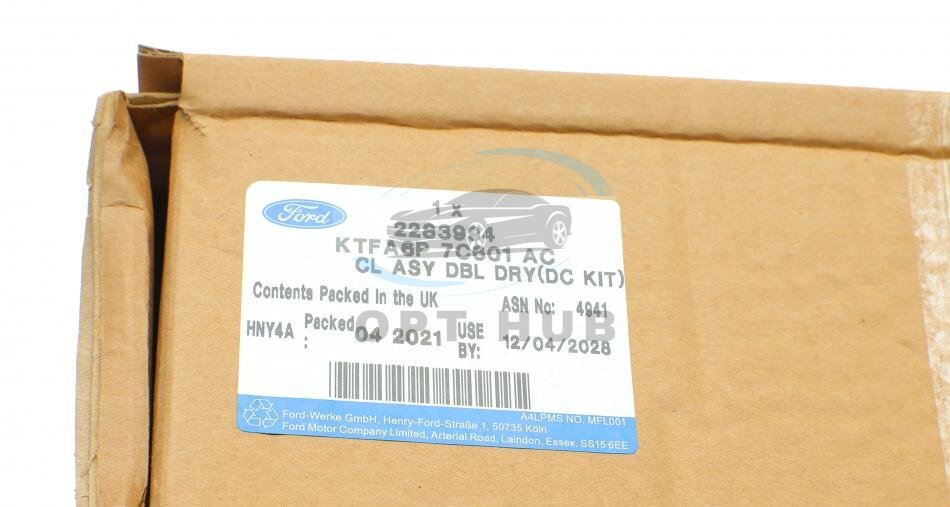 Ford
1 x
2283934
KTFA6P 7C601 AC
CL ASY DBL DRY(DC KIT)
Contents Packed in the UK
ASN No: 4941
HNY4A
Packed : 04 2021
USE BY: 12/04/2028
OPT HUB
A4LPMS NO. MFL001
Ford-Werke GmbH, Henry-Ford-Straße 1, 50735 Köln
Ford Motor Company Limited, Arterial Road, Laindon, Essex. SS15 6EE